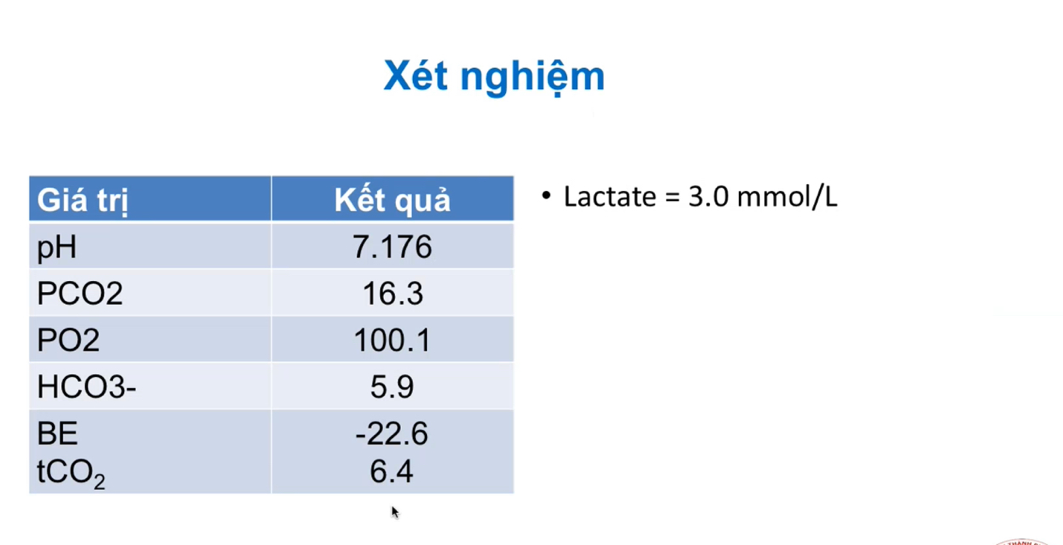 Xét nghiệm
Giá trị Kết quả
pH 7.176
PCO2 16.3
PO2 100.1
HCO3- 5.9
BE -22.6
tCO₂ 6.4
• Lactate = 3.0 mmol/L